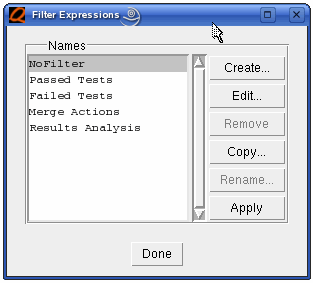 Filter Expressions
Names
NoFilter
Passed Tests
Failed Tests
Merge Actions
Results Analysis
Create...
Edit...
Remove
Copy...
Rename...
Apply
Done